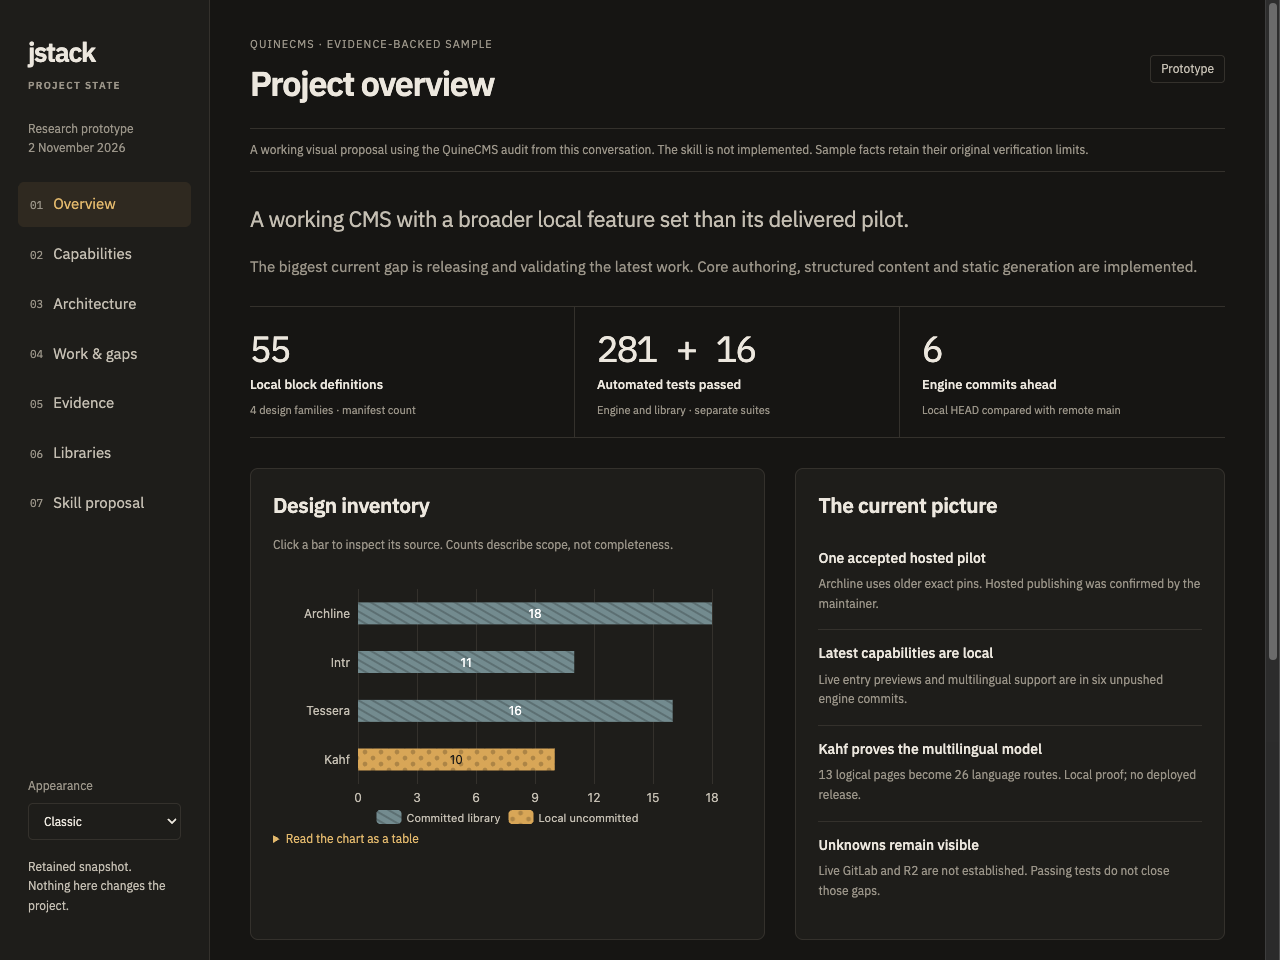 jstack
PROJECT STATE
Research prototype
2 November 2026
01 Overview
02 Capabilities
03 Architecture
04 Work & gaps
05 Evidence
06 Libraries
07 Skill proposal
Appearance
Classic
Retained snapshot.
Nothing here changes the
project.
QUINECMS · EVIDENCE-BACKED SAMPLE
Project overview
Prototype
A working visual proposal using the QuineCMS audit from this conversation. The skill is not implemented. Sample facts retain their original verification limits.
A working CMS with a broader local feature set than its delivered pilot.
The biggest current gap is releasing and validating the latest work. Core authoring, structured content and static generation are implemented.
55
Local block definitions
4 design families · manifest count
281 + 16
Automated tests passed
Engine and library · separate suites
6
Engine commits ahead
Local HEAD compared with remote main
Design inventory
Click a bar to inspect its source. Counts describe scope, not completeness.
Archline 18
Intr 11
Tessera 16
Kahf 10
0 3 6 9 12 15 18
Committed library Local uncommitted
Read the chart as a table
The current picture
One accepted hosted pilot
Archline uses older exact pins. Hosted publishing was confirmed by the
maintainer.
Latest capabilities are local
Live entry previews and multilingual support are in six unpushed
engine commits.
Kahf proves the multilingual model
13 logical pages become 26 language routes. Local proof; no deployed
release.
Unknowns remain visible
Live GitLab and R2 are not established. Passing tests do not close
those gaps.